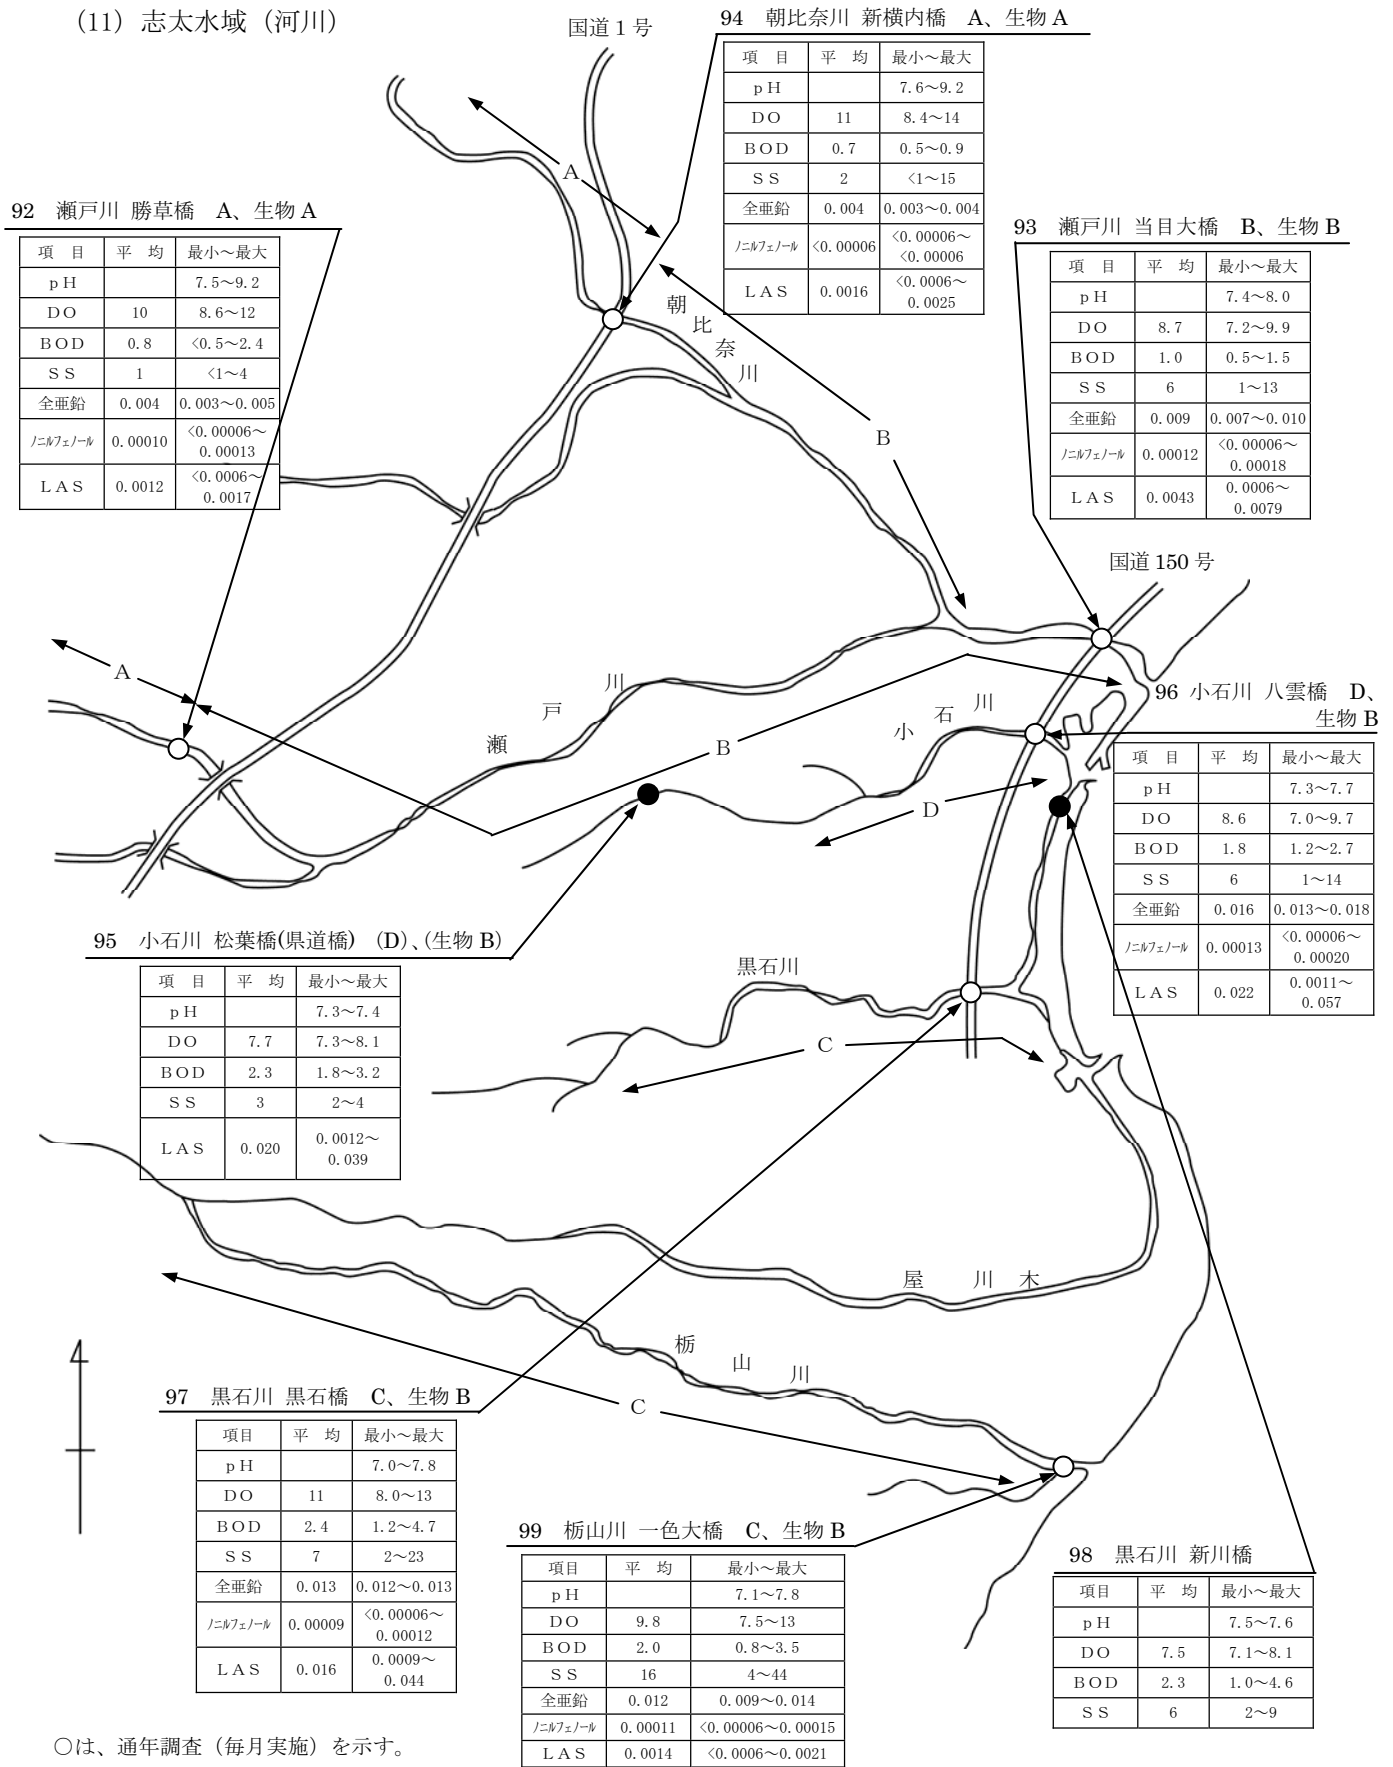 (11) 志太水域（河川）
国道 1 号
94 朝比奈川 新横内橋 A、生物 A
項 目 平 均 最小～最大
pH 7.6～9.2
DO 11 8.4～14
BOD 0.7 0.5～0.9
SS 2 <1～15
全亜鉛 0.004 0.003～0.004
ﾉﾆﾙﾌｪﾉｰﾙ <0.00006 <0.00006～
<0.00006
LAS 0.0016 <0.0006～
0.0025
A
92 瀬戸川 勝草橋 A、生物 A
項 目 平 均 最小～最大
pH 7.5～9.2
DO 10 8.6～12
BOD 0.8 <0.5～2.4
SS 1 <1～4
全亜鉛 0.004 0.003～0.005
ﾉﾆﾙﾌｪﾉｰﾙ 0.00010 <0.00006～
0.00013
LAS 0.0012 <0.0006～
0.0017
93 瀬戸川 当目大橋 B、生物 B
項 目 平 均 最小～最大
pH 7.4～8.0
DO 8.7 7.2～9.9
BOD 1.0 0.5～1.5
SS 6 1～13
全亜鉛 0.009 0.007～0.010
ﾉﾆﾙﾌｪﾉｰﾙ 0.00012 <0.00006～
0.00018
LAS 0.0043 0.0006～
0.0079
朝比奈川
B
国道 150 号
A
瀬戸川
B
小石川
D
96 小石川 八雲橋 D、
生物 B
項 目 平 均 最小～最大
pH 7.3～7.7
DO 8.6 7.0～9.7
BOD 1.8 1.2～2.7
SS 6 1～14
全亜鉛 0.016 0.013～0.018
ﾉﾆﾙﾌｪﾉｰﾙ 0.00013 <0.00006～
0.00020
LAS 0.022 0.0011～
0.057
95 小石川 松葉橋(県道橋) (D)、(生物 B)
項 目 平 均 最小～最大
pH 7.3～7.4
DO 7.7 7.3～8.1
BOD 2.3 1.8～3.2
SS 3 2～4
LAS 0.020 0.0012～
0.039
黒石川
C
屋 川 木
栃山川
C
97 黒石川 黒石橋 C、生物 B
項目 平 均 最小～最大
pH 7.0～7.8
DO 11 8.0～13
BOD 2.4 1.2～4.7
SS 7 2～23
全亜鉛 0.013 0.012～0.013
ﾉﾆﾙﾌｪﾉｰﾙ 0.00009 <0.00006～
0.00012
LAS 0.016 0.0009～
0.044
99 栃山川 一色大橋 C、生物 B
項目 平 均 最小～最大
pH 7.1～7.8
DO 9.8 7.5～13
BOD 2.0 0.8～3.5
SS 16 4～44
全亜鉛 0.012 0.009～0.014
ﾉﾆﾙﾌｪﾉｰﾙ 0.00011 <0.00006～0.00015
LAS 0.0014 <0.0006～0.0021
98 黒石川 新川橋
項目 平 均 最小～最大
pH 7.5～7.6
DO 7.5 7.1～8.1
BOD 2.3 1.0～4.6
SS 6 2～9
○は、通年調査（毎月実施）を示す。